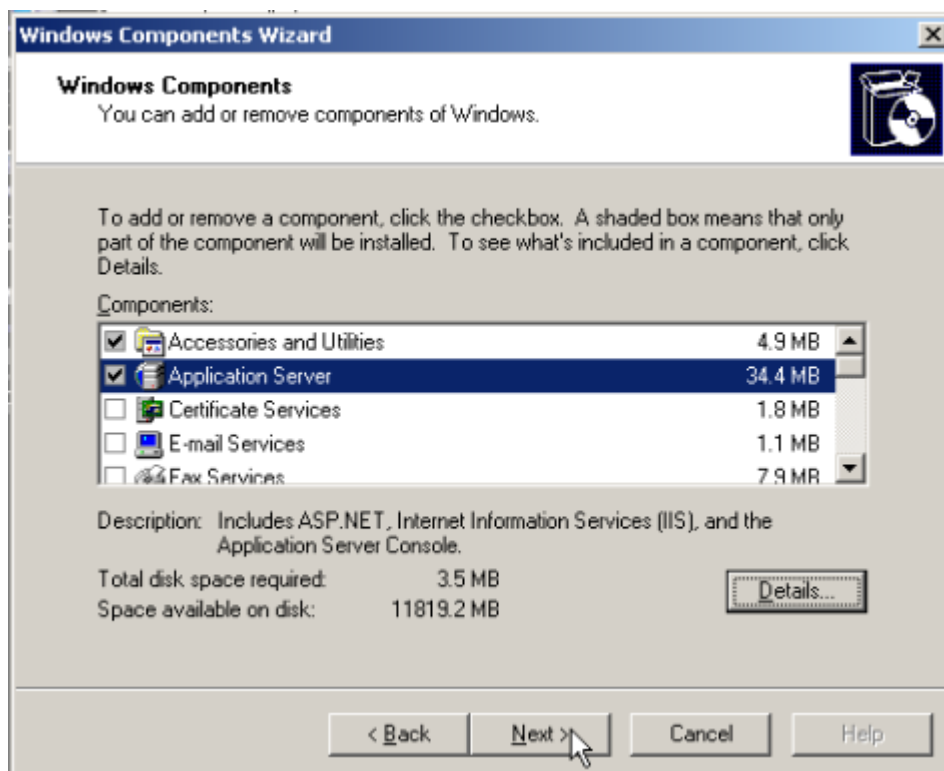 Windows Components Wizard
Windows Components
You can add or remove components of Windows.
To add or remove a component, click the checkbox. A shaded box means that only
part of the component will be installed. To see what's included in a component, click
Details.
Components:
Accessories and Utilities 4.9 MB
Application Server 34.4 MB
Certificate Services 1.8 MB
E-mail Services 1.1 MB
Fax Services 7.9 MB
Description: Includes ASP.NET, Internet Information Services (IIS), and the
Application Server Console.
Total disk space required: 3.5 MB
Space available on disk: 11819.2 MB
Details...
< Back Next > Cancel Help